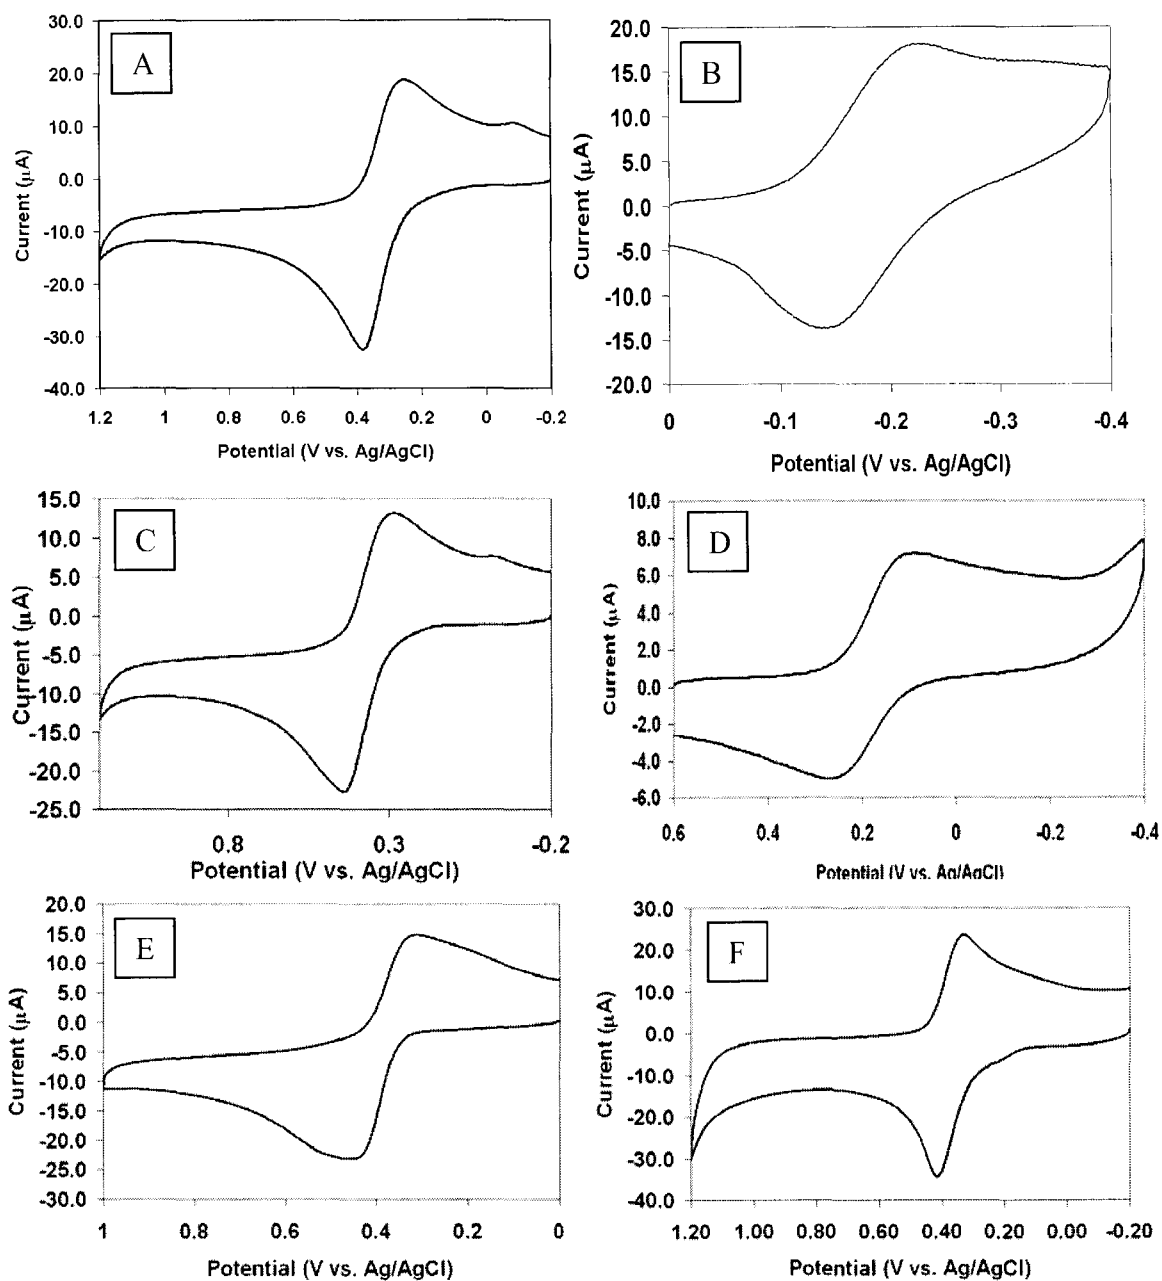 30.0
20.0
10.0
0.0
-10.0
-20.0
-30.0
-40.0
Current (μA)
A
1.2 1 0.8 0.6 0.4 0.2 0 -0.2
Potential (V vs. Ag/AgCl)
20.0
15.0
10.0
5.0
0.0
-5.0
-10.0
-15.0
-20.0
Current (μA)
B
0 -0.1 -0.2 -0.3 -0.4
Potential (V vs. Ag/AgCl)
15.0
10.0
5.0
0.0
-5.0
-10.0
-15.0
-20.0
-25.0
Current (μA)
C
0.8 0.3 -0.2
Potential (V vs. Ag/AgCl)
10.0
8.0
6.0
4.0
2.0
0.0
-2.0
-4.0
-6.0
Current (μA)
D
0.6 0.4 0.2 0 -0.2 -0.4
Potential (V vs. Ag/AgCl)
20.0
15.0
10.0
5.0
0.0
-5.0
-10.0
-15.0
-20.0
-25.0
-30.0
Current (μA)
E
1 0.8 0.6 0.4 0.2 0
Potential (V vs. Ag/AgCl)
30.0
20.0
10.0
0.0
-10.0
-20.0
-30.0
-40.0
Current (μA)
F
1.20 1.00 0.80 0.60 0.40 0.20 0.00 -0.20
Potential (V vs. Ag/AgCl)